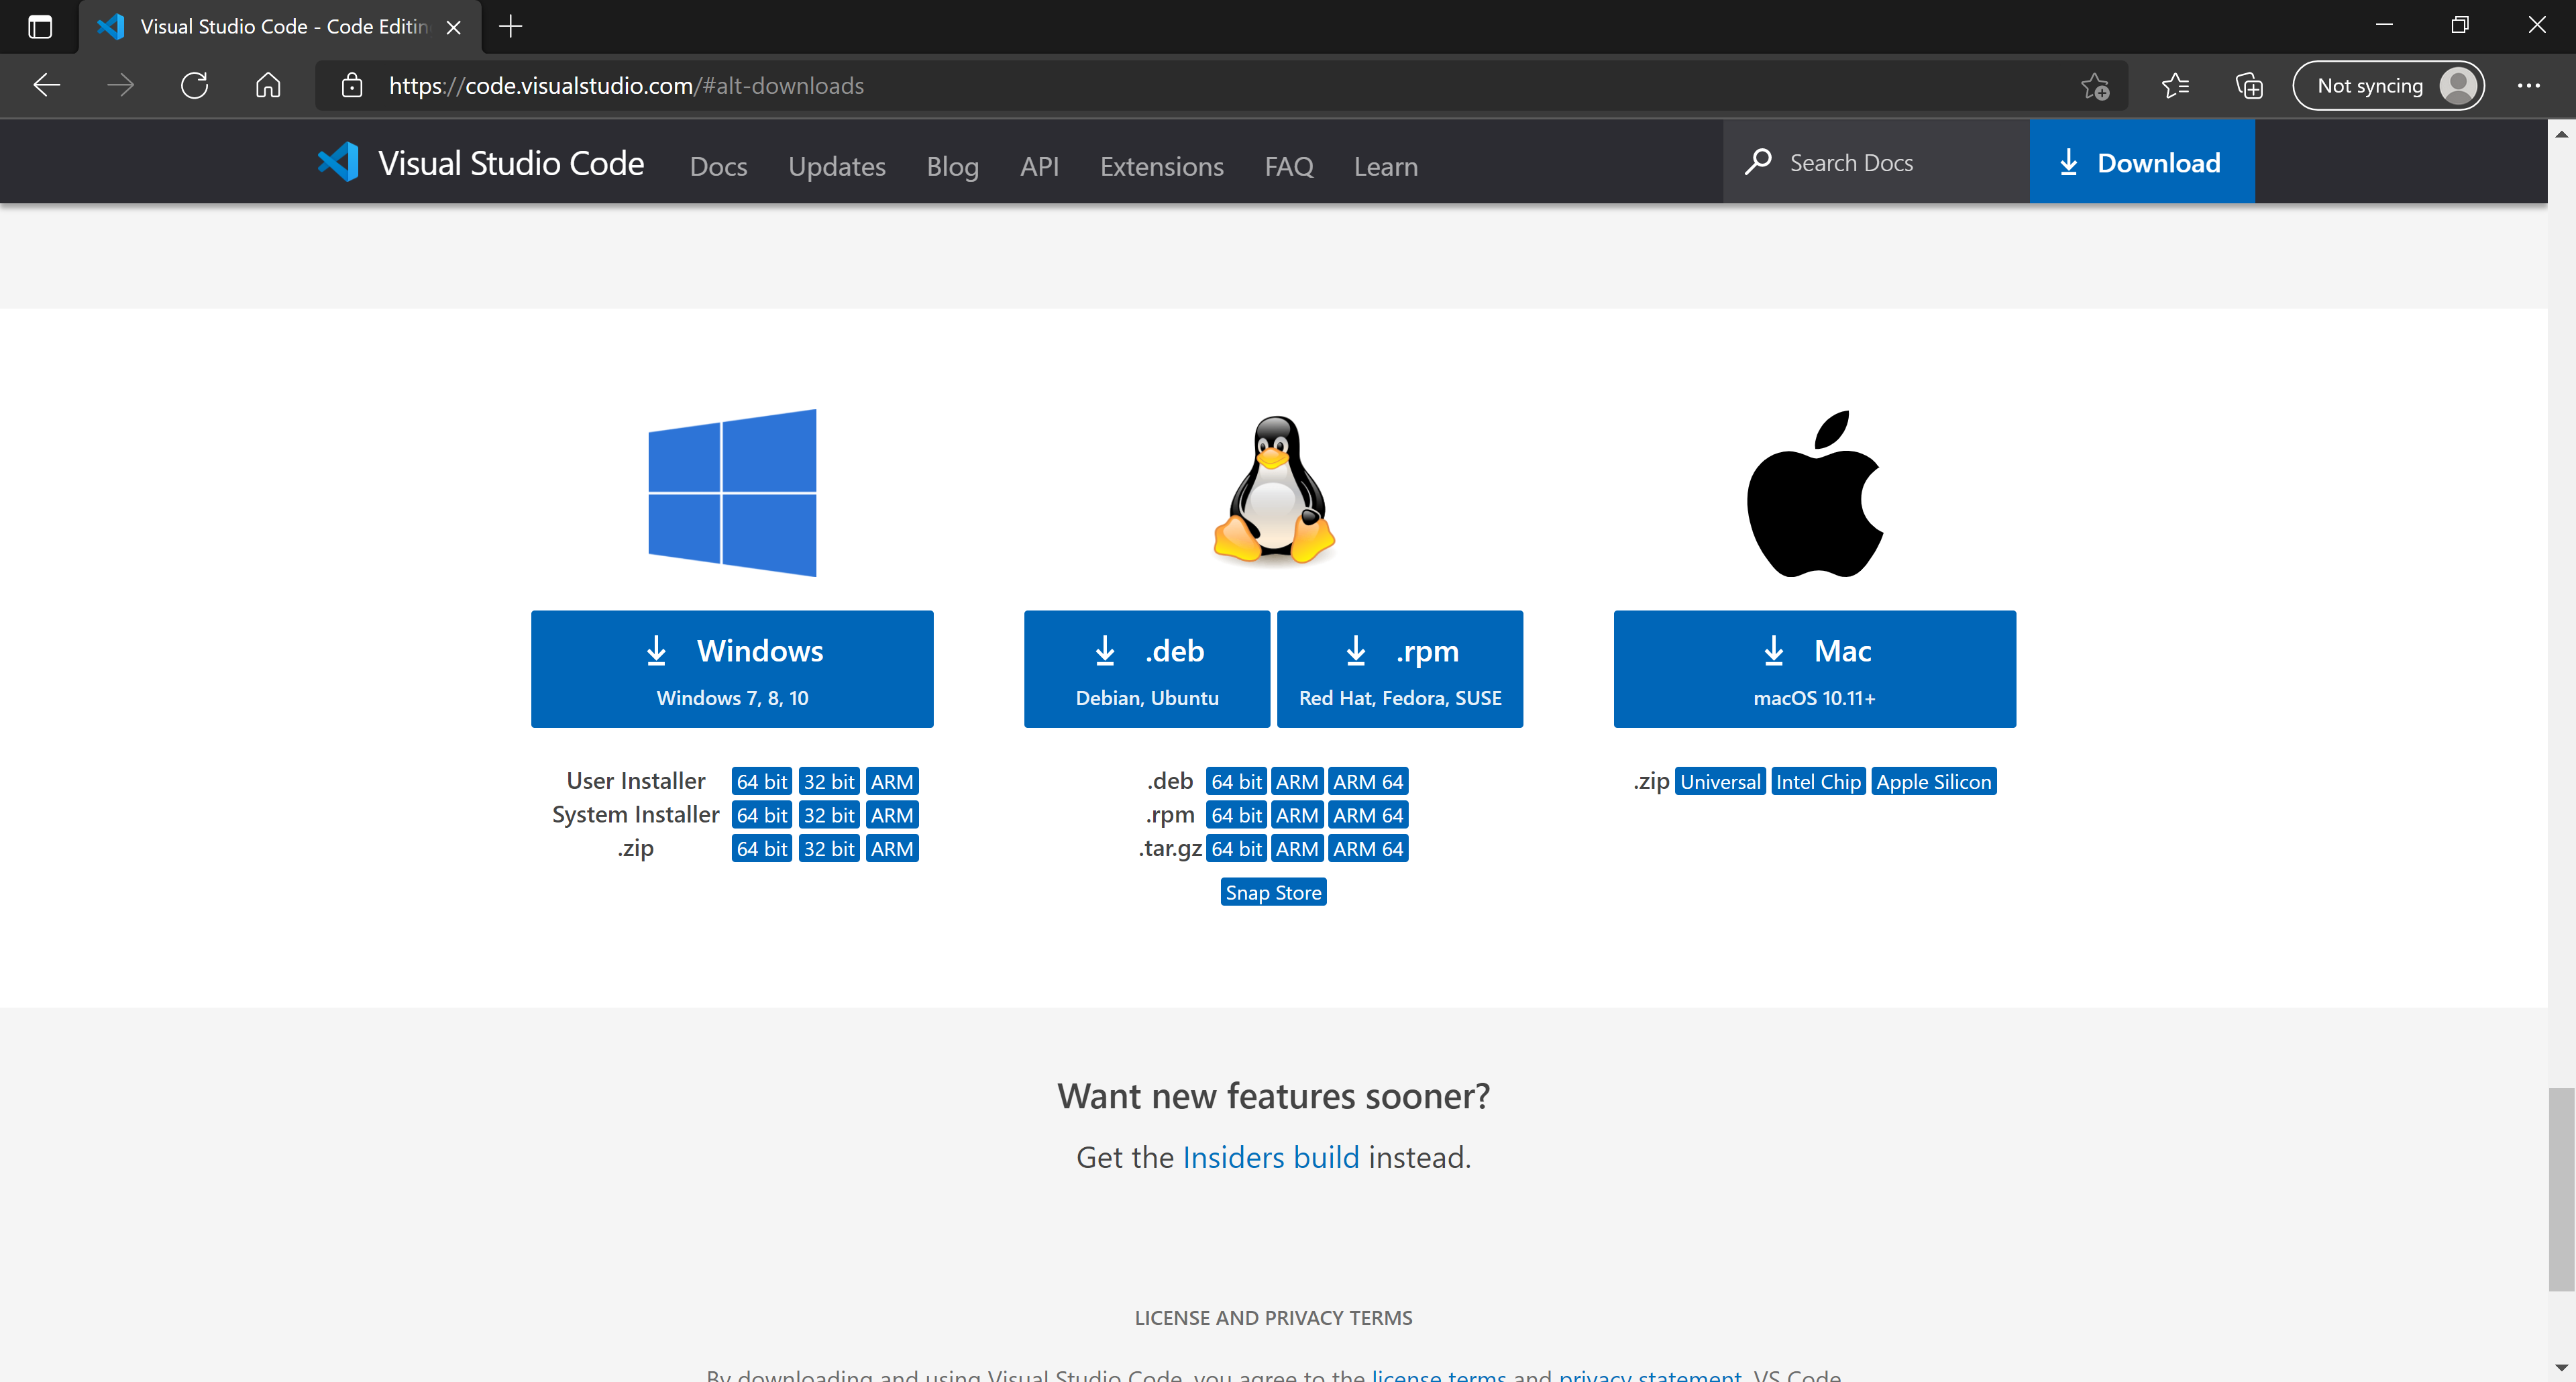 Visual Studio Code - Code Editin
https://code.visualstudio.com/#alt-downloads
Not syncing
Visual Studio Code Docs Updates Blog API Extensions FAQ Learn Search Docs Download
Windows
Windows 7, 8, 10
.deb
Debian, Ubuntu
.rpm
Red Hat, Fedora, SUSE
Mac
macOS 10.11+
User Installer 64 bit 32 bit ARM
System Installer 64 bit 32 bit ARM
.zip 64 bit 32 bit ARM
.deb 64 bit ARM ARM 64
.rpm 64 bit ARM ARM 64
.tar.gz 64 bit ARM ARM 64
Snap Store
.zip Universal Intel Chip Apple Silicon
Want new features sooner?
Get the Insiders build instead.
LICENSE AND PRIVACY TERMS
By downloading and using Visual Studio Code, you agree to the license terms and privacy statement. VS Code